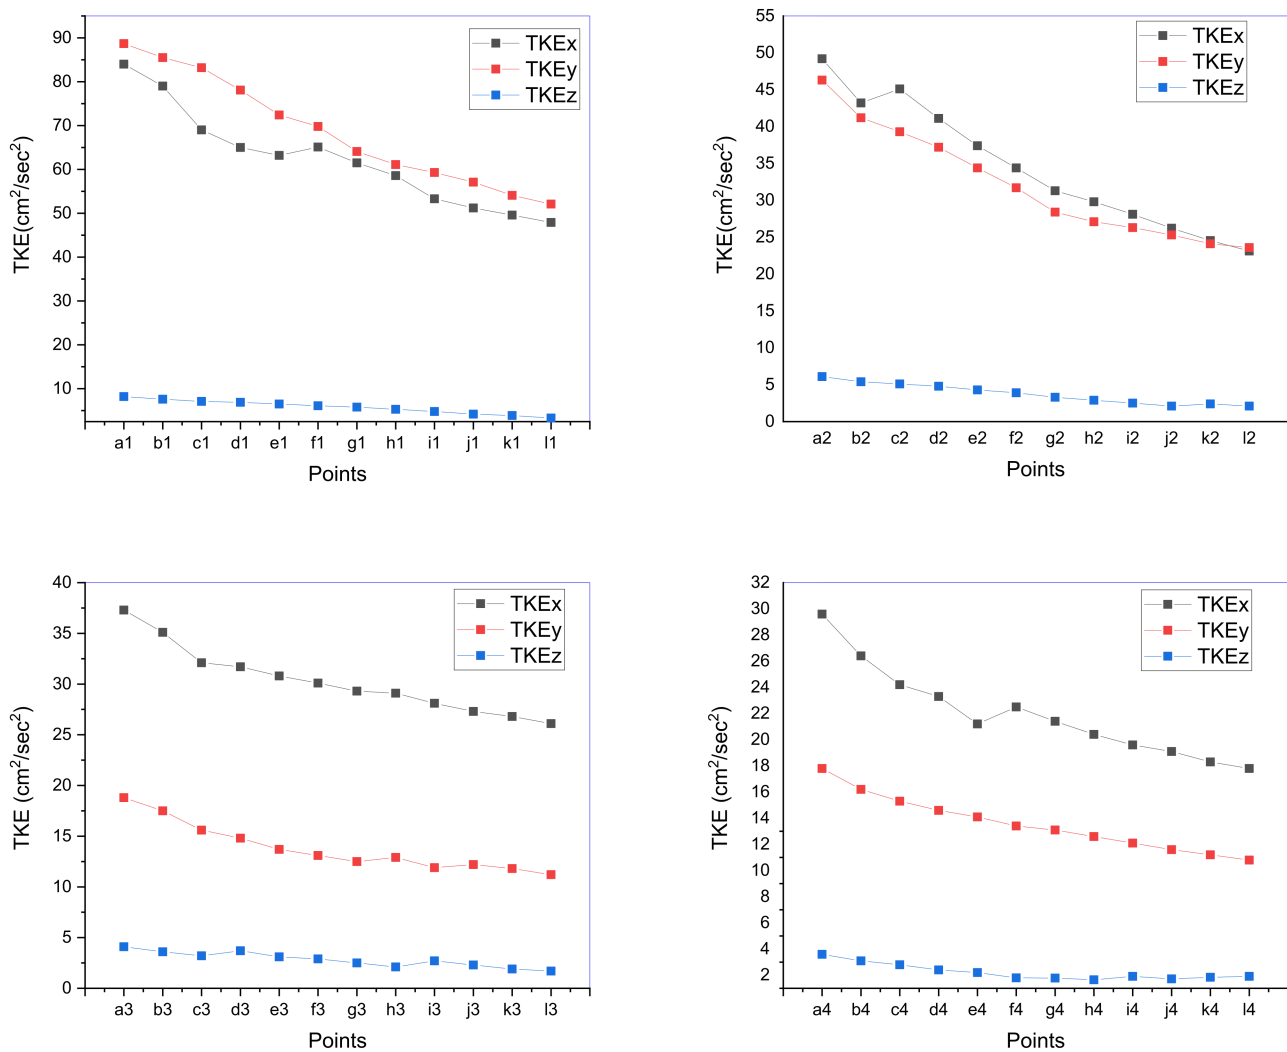 90
80
70
60
50
40
30
20
10
TKE(cm²/sec²)
TKEx
TKEy
TKEz
a1 b1 c1 d1 e1 f1 g1 h1 i1 j1 k1 l1
Points
55
50
45
40
35
30
25
20
15
10
5
0
TKE(cm²/sec²)
TKEx
TKEy
TKEz
a2 b2 c2 d2 e2 f2 g2 h2 i2 j2 k2 l2
Points
40
35
30
25
20
15
10
5
0
TKE (cm²/sec²)
TKEx
TKEy
TKEz
a3 b3 c3 d3 e3 f3 g3 h3 i3 j3 k3 l3
Points
32
30
28
26
24
22
20
18
16
14
12
10
8
6
4
2
TKE (cm²/sec²)
TKEx
TKEy
TKEz
a4 b4 c4 d4 e4 f4 g4 h4 i4 j4 k4 l4
Points